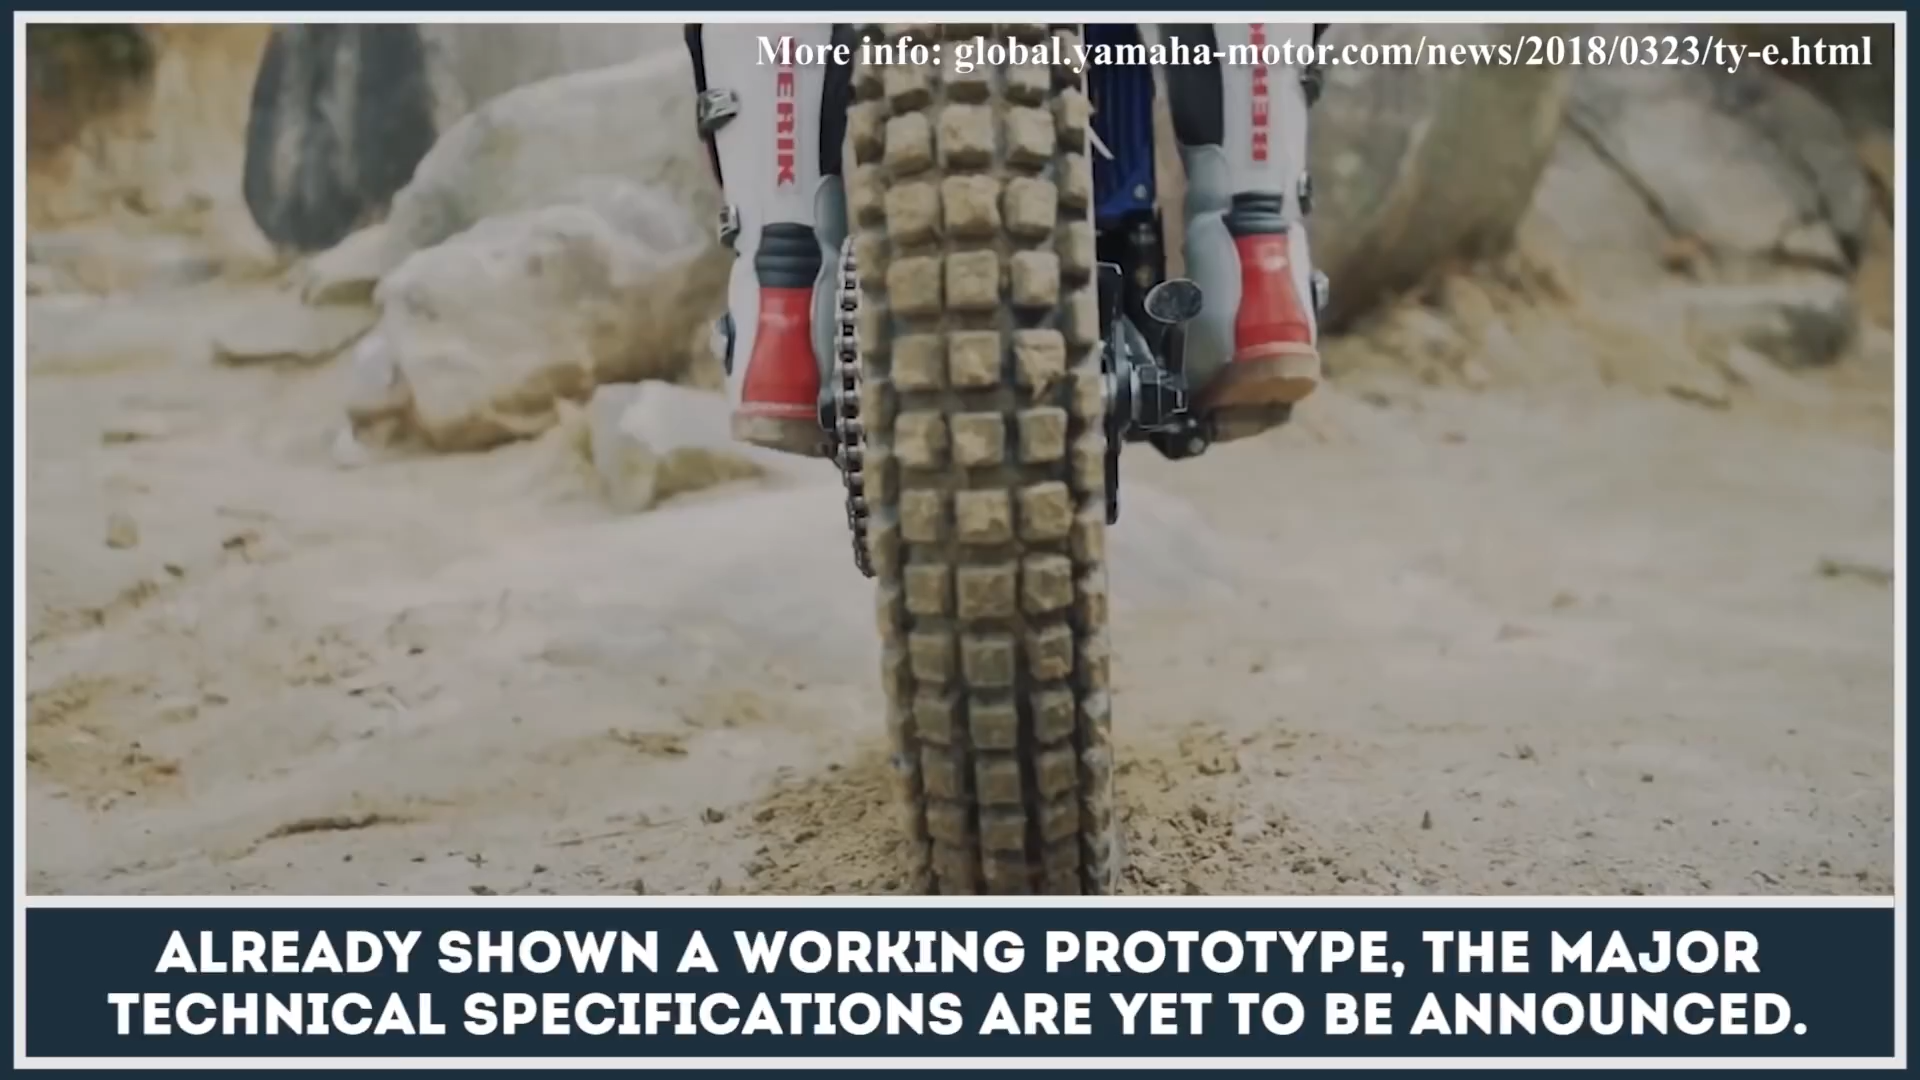 More info: global.yamaha-motor.com/news/2018/0323/ty-e.html
ERIK
ALREADY SHOWN A WORKING PROTOTYPE, THE MAJOR
TECHNICAL SPECIFICATIONS ARE YET TO BE ANNOUNCED.